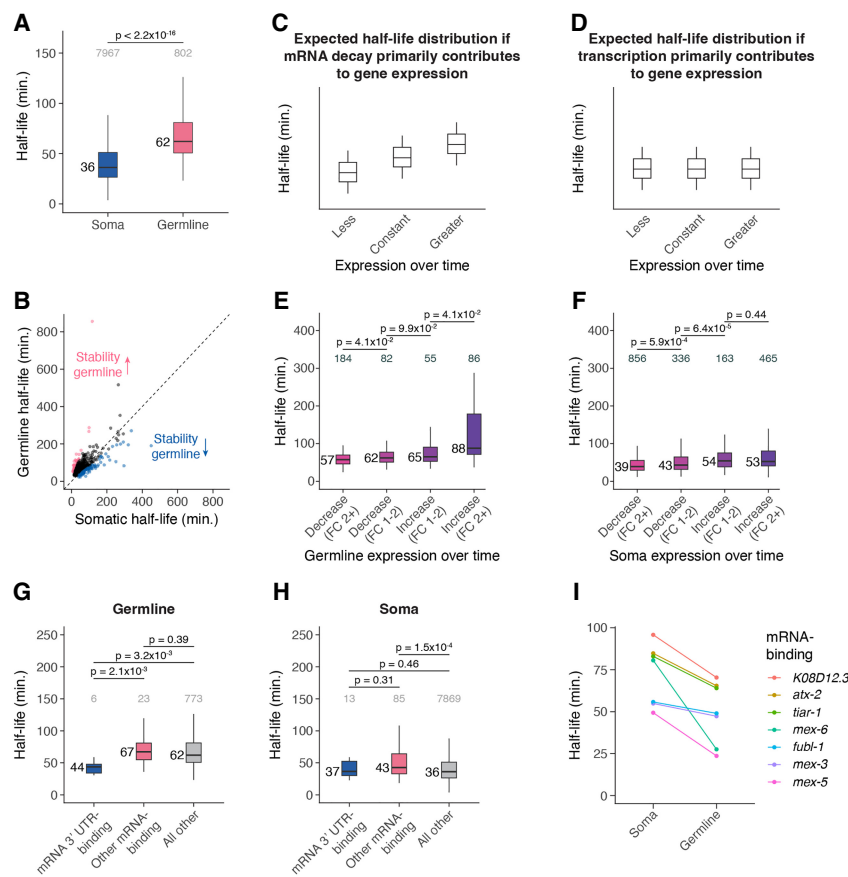 A
p < 2.2x10-16
7967 802
150
100
50
0
Half-life (min.)
36
62
Soma Germline
C
Expected half-life distribution if
mRNA decay primarily contributes
to gene expression
Half-life (min.)
Less Constant Greater
Expression over time
D
Expected half-life distribution if
transcription primarily contributes
to gene expression
Half-life (min.)
Less Constant Greater
Expression over time
B
Germline half-life (min.)
800
600
400
200
0
Stability
germline
Stability
germline
0 200 400 600 800
Somatic half-life (min.)
E
p = 4.1x10-2
p = 9.9x10-2
p = 4.1x10-2
184 82 55 86
400
300
200
100
0
Half-life (min.)
57 62 65 88
Decrease
(FC 2+)
Decrease
(FC 1-2)
Increase
(FC 1-2)
Increase
(FC 2+)
Germline expression over time
F
p = 0.44
p = 6.4x10-5
p = 5.9x10-4
856 336 163 465
400
300
200
100
0
Half-life (min.)
39 43 54 53
Decrease
(FC 2+)
Decrease
(FC 1-2)
Increase
(FC 1-2)
Increase
(FC 2+)
Soma expression over time
G
Germline
p = 0.39
p = 3.2x10-3
p = 2.1x10-3
6 23 773
250
200
150
100
50
0
Half-life (min.)
44 67 62
mRNA 3' UTR-
binding
Other mRNA-
binding
All other
H
Soma
p = 1.5x10-4
p = 0.46
p = 0.31
13 85 7869
250
200
150
100
50
0
Half-life (min.)
37 43 36
mRNA 3' UTR-
binding
Other mRNA-
binding
All other
I
100
75
50
25
0
Half-life (min.)
Soma Germline
mRNA-
binding
K08D12.3
atx-2
tiar-1
mex-6
fubl-1
mex-3
mex-5